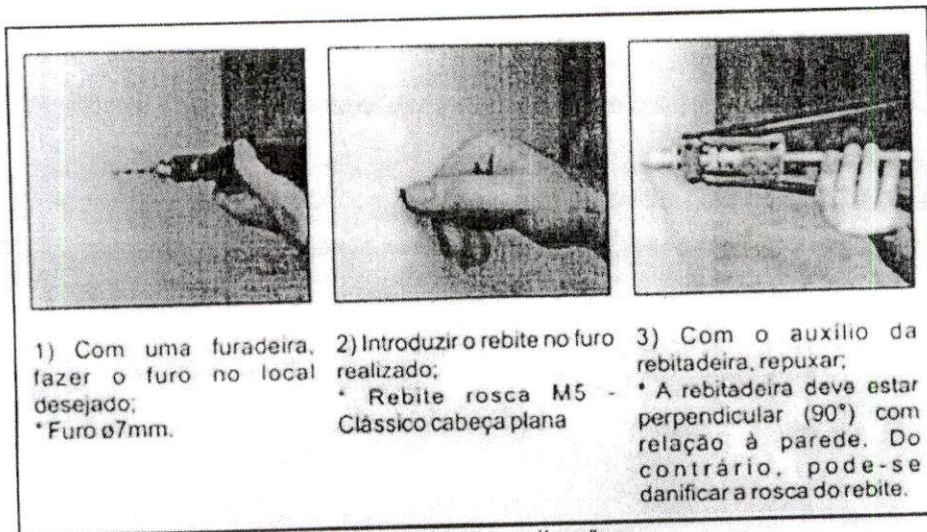 1) Com uma furadeira,
fazer o furo no local
desejado;
* Furo ø7mm.
2) Introduzir o rebite no furo
realizado;
* Rebite rosca M5 -
Clássico cabeça plana
3) Com o auxílio da
rebitadeira, repuxar;
* A rebitadeira deve estar
perpendicular (90°) com
relação à parede. Do
contrário, pode-se
danificar a rosca do rebite.